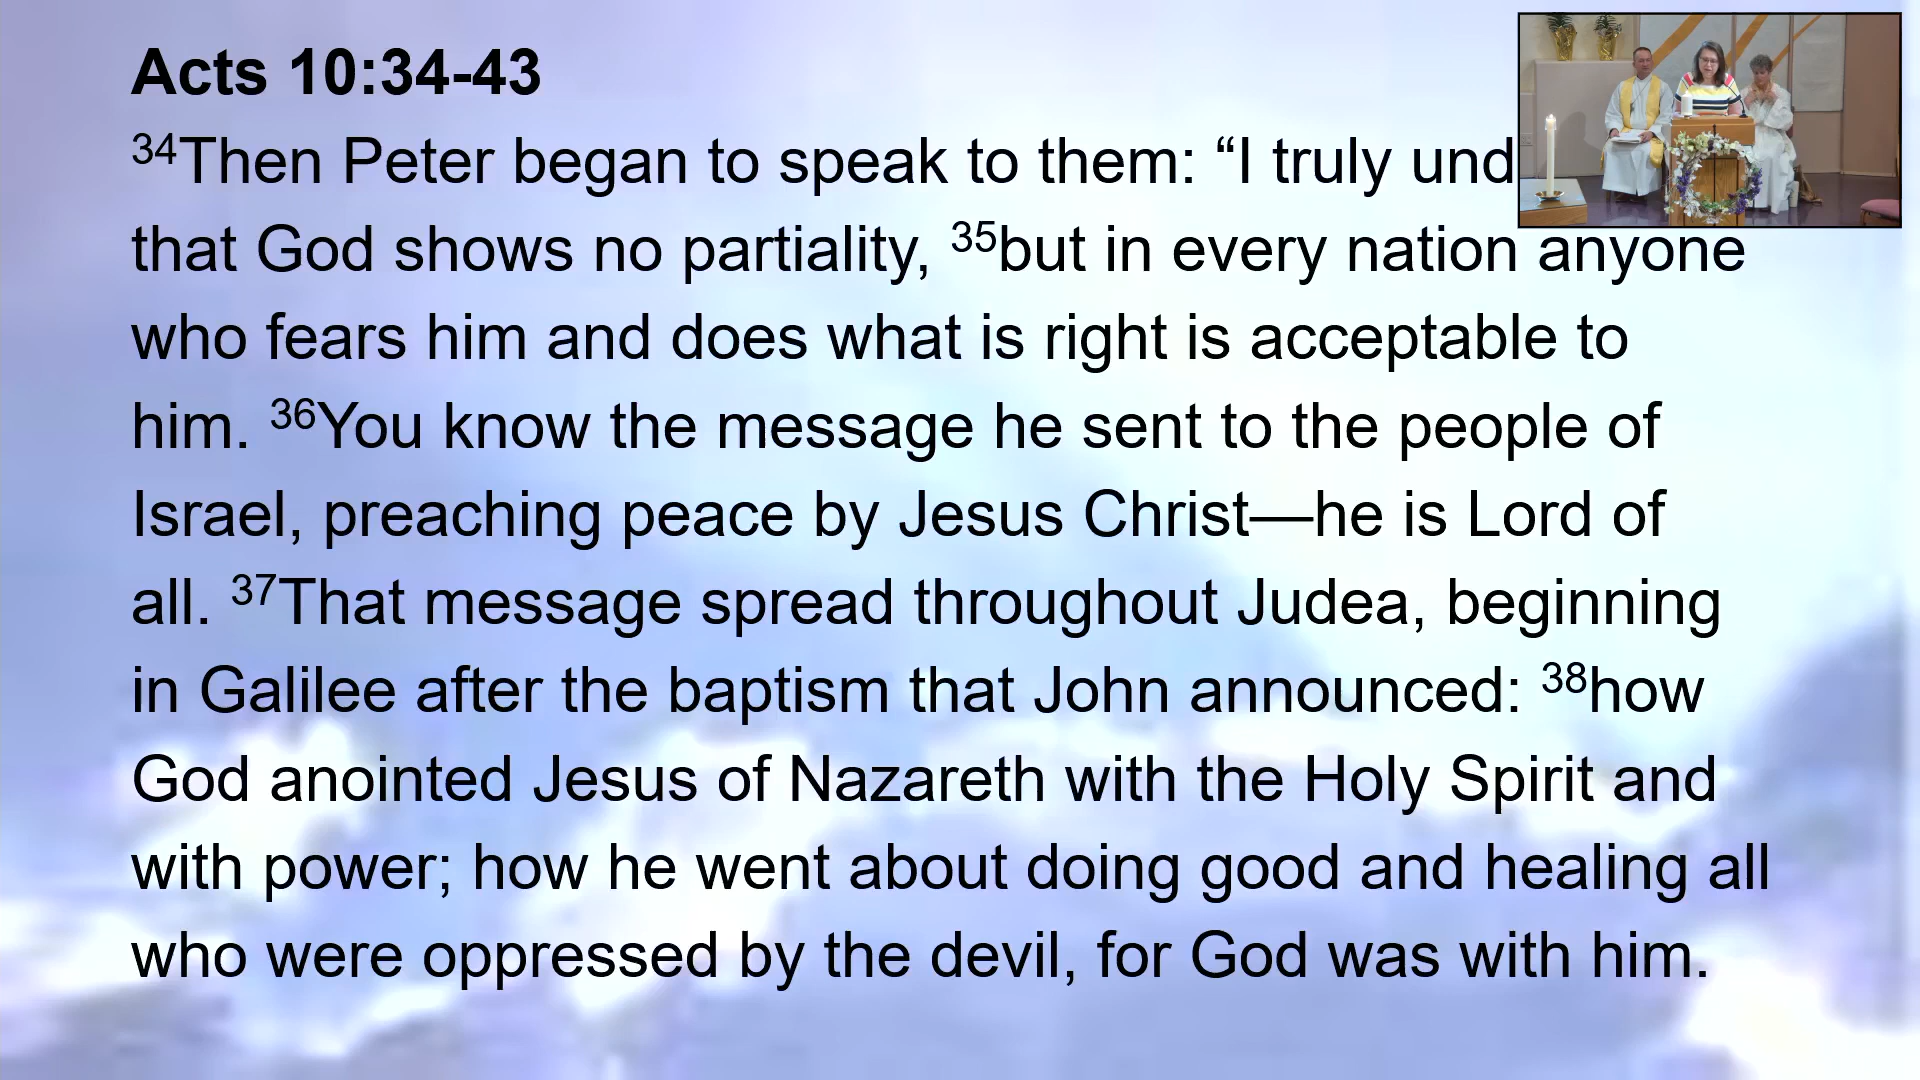 Acts 10:34-43
34Then Peter began to speak to them: “I truly und
that God shows no partiality, 35but in every nation anyone
who fears him and does what is right is acceptable to
him. 36You know the message he sent to the people of
Israel, preaching peace by Jesus Christ—he is Lord of
all. 37That message spread throughout Judea, beginning
in Galilee after the baptism that John announced: 38how
God anointed Jesus of Nazareth with the Holy Spirit and
with power; how he went about doing good and healing all
who were oppressed by the devil, for God was with him.